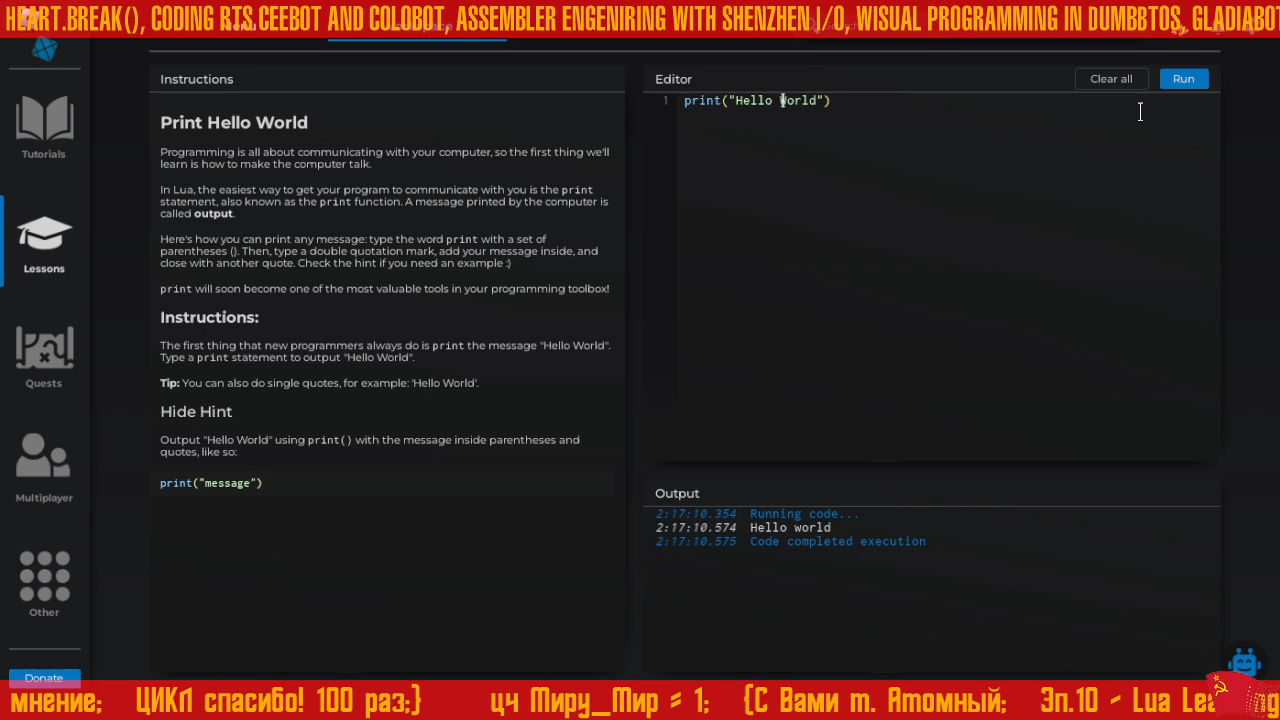 HEART.BREAK(), CODING RTS CEEBOT AND COLOBOT, ASSEMBLER ENGENIRING WITH SHENZHEN I/O, WISUAL PROGRAMMING IN DUMBBTOS, GLADIABOT
Instructions
Editor
Clear all
Run
Print Hello World
Programming is all about communicating with your computer, so the first thing we'll
learn is how to make the computer talk.
In Lua, the easiest way to get your program to communicate with you is the print
statement, also known as the print function. A message printed by the computer is
called output.
Here's how you can print any message: type the word print with a set of
parentheses (). Then, type a double quotation mark, add your message inside, and
close with another quote. Check the hint if you need an example :)
print will soon become one of the most valuable tools in your programming toolbox!
Instructions:
The first thing that new programmers always do is print the message "Hello World".
Type a print statement to output "Hello World".
Tip: You can also do single quotes, for example: 'Hello World'.
Hide Hint
Output "Hello World" using print() with the message inside parentheses and
quotes, like so:
print("message")
1 print("Hello World")
Output
2:17:10.354 Running code...
2:17:10.574 Hello world
2:17:10.575 Code completed execution
Tutorials
Lessons
Quests
Multiplayer
Other
Donate
мнение; ЦИКЛ спасибо! 100 раз;} цч Миру_Мир = 1; {С Вами т. Атомный; Эп.10 - Lua